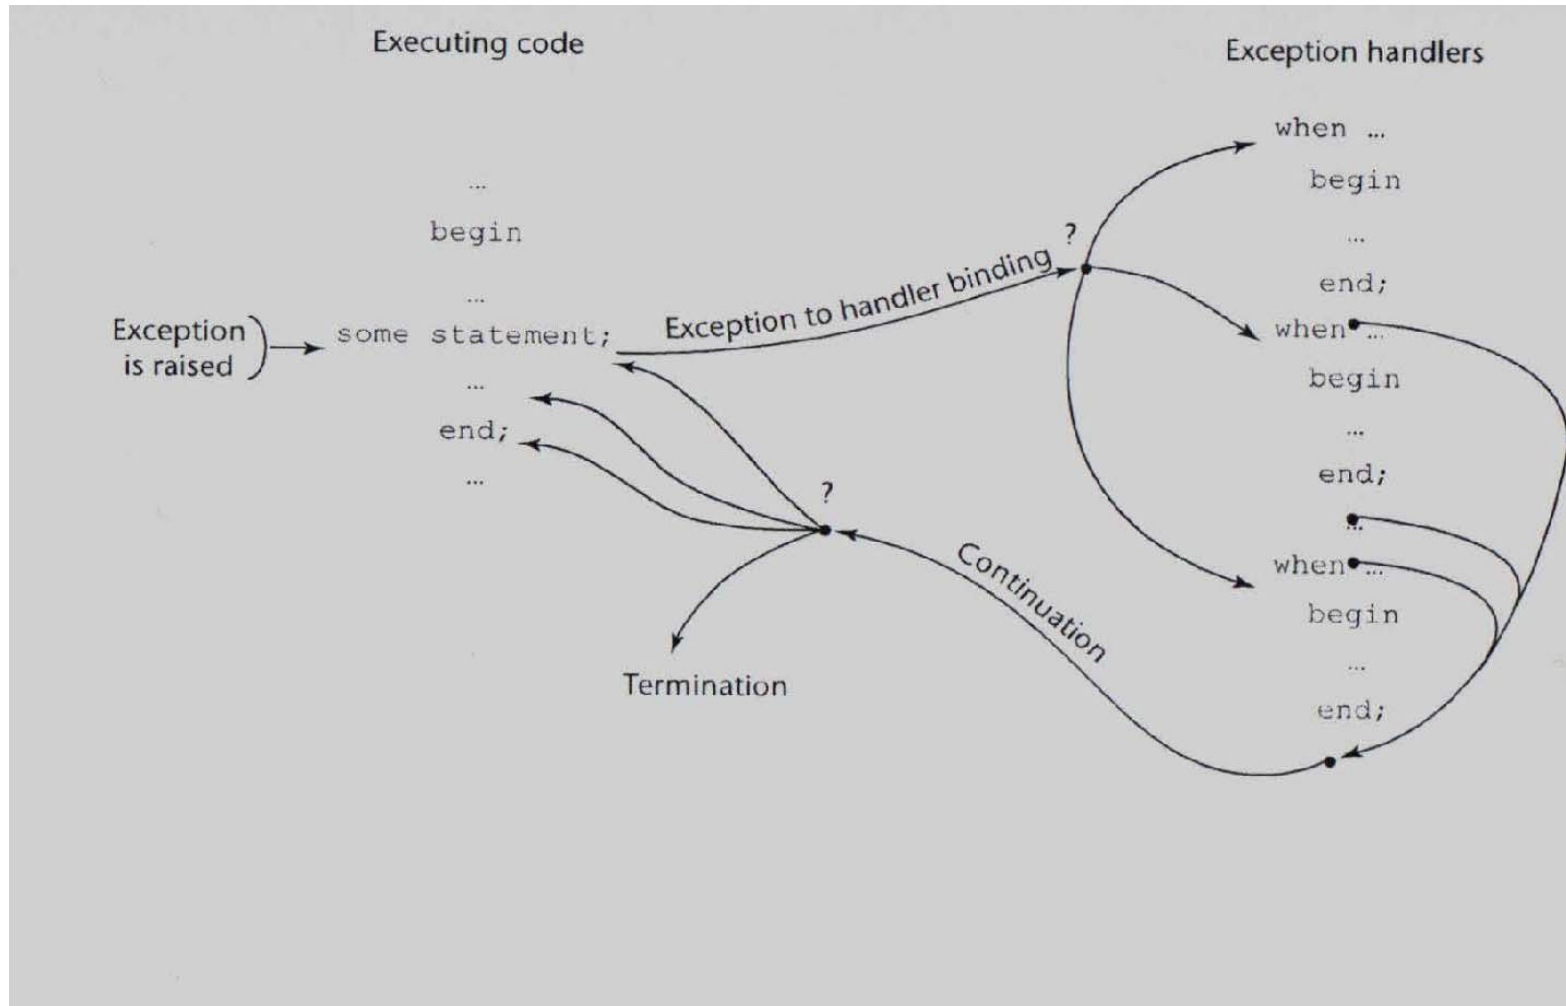 Executing code
...
begin
...
Exception
is raised
some statement;
...
end;
...
Exception to handler binding
?
Exception handlers
when ...
begin
...
end;
when ...
begin
...
end;
...
when ...
begin
...
end;
Continuation
?
Termination